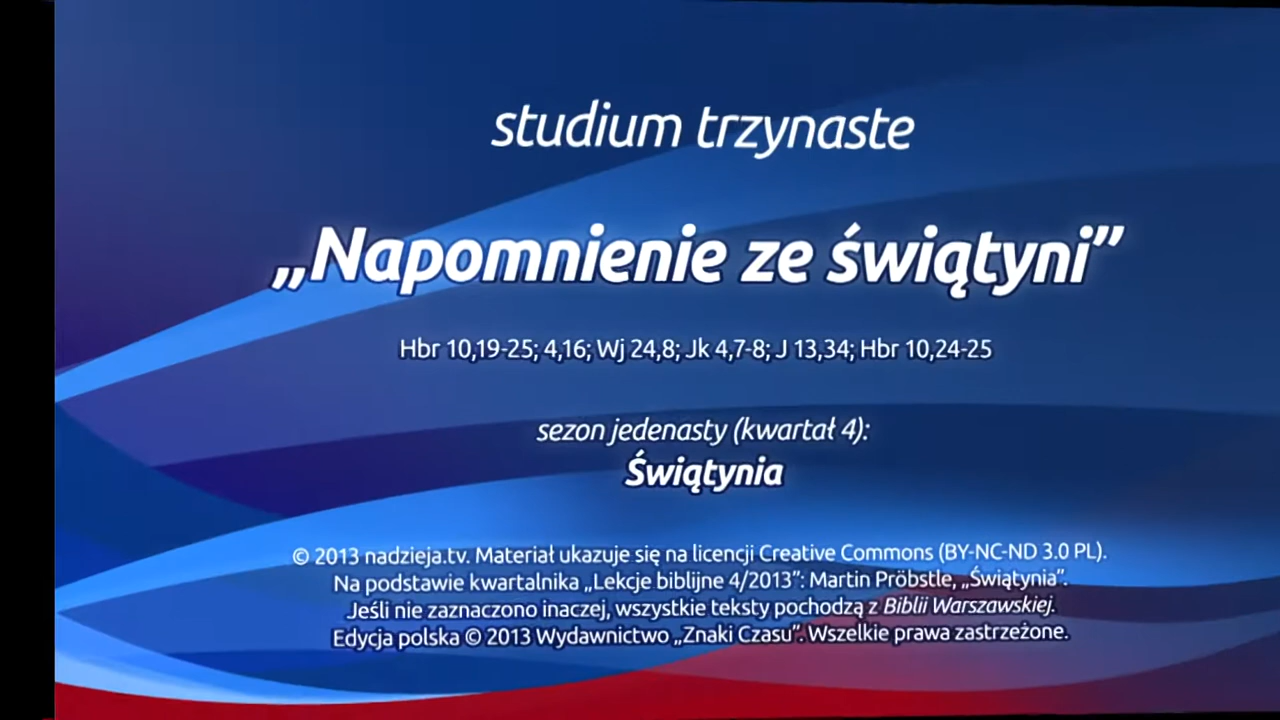 studium trzynaste
„Napomnienie ze świątyni”
Hbr 10,19-25; 4,16; Wj 24,8; Jk 4,7-8; J 13,34; Hbr 10,24-25
sezon jedenasty (kwartał 4):
Świątynia
© 2013 nadzieja.tv. Materiał ukazuje się na licencji Creative Commons (BY-NC-ND 3.0 PL).
Na podstawie kwartalnika „Lekcje biblijne 4/2013”: Martin Pröbstle, „Świątynia”.
Jeśli nie zaznaczono inaczej, wszystkie teksty pochodzą z Biblii Warszawskiej.
Edycja polska © 2013 Wydawnictwo „Znaki Czasu”. Wszelkie prawa zastrzeżone.